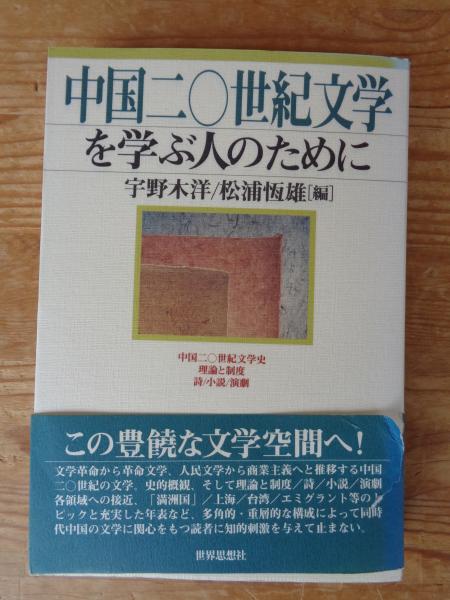 中国二〇世紀文学
を学ぶ人のために
宇野木洋/松浦恆雄[編]
中国二〇世紀文学史
理論と制度
詩/小説/演劇
この豊饒な文学空間へ!
文学革命から革命文学、人民文学から商業主義へと推移する中国
二〇世紀の文学。史的概観、そして理論と制度/詩/小説/演劇
各領域への接近、「満洲国」/上海/台湾/エミグラント等のト
ピックと充実した年表など、多角的・重層的な構成によって同時
代中国の文学に関心をもつ読者に知的刺激を与えて止まない。
世界思想社